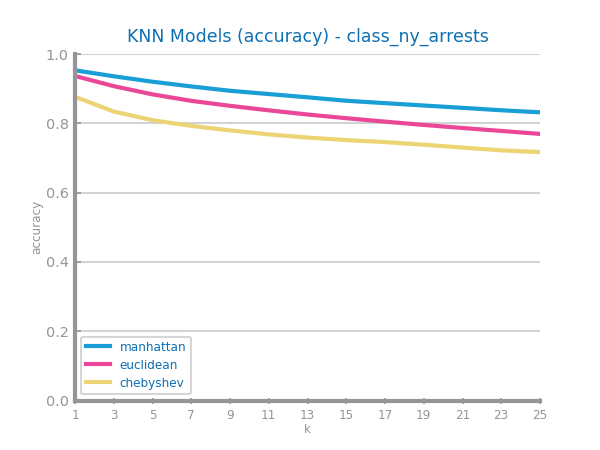 KNN Models (accuracy) - class_ny_arrests
1.0
0.8
0.6
0.4
0.2
0.0
accuracy
manhattan
euclidean
chebyshev
1 3 5 7 9 11 13 15 17 19 21 23 25
k